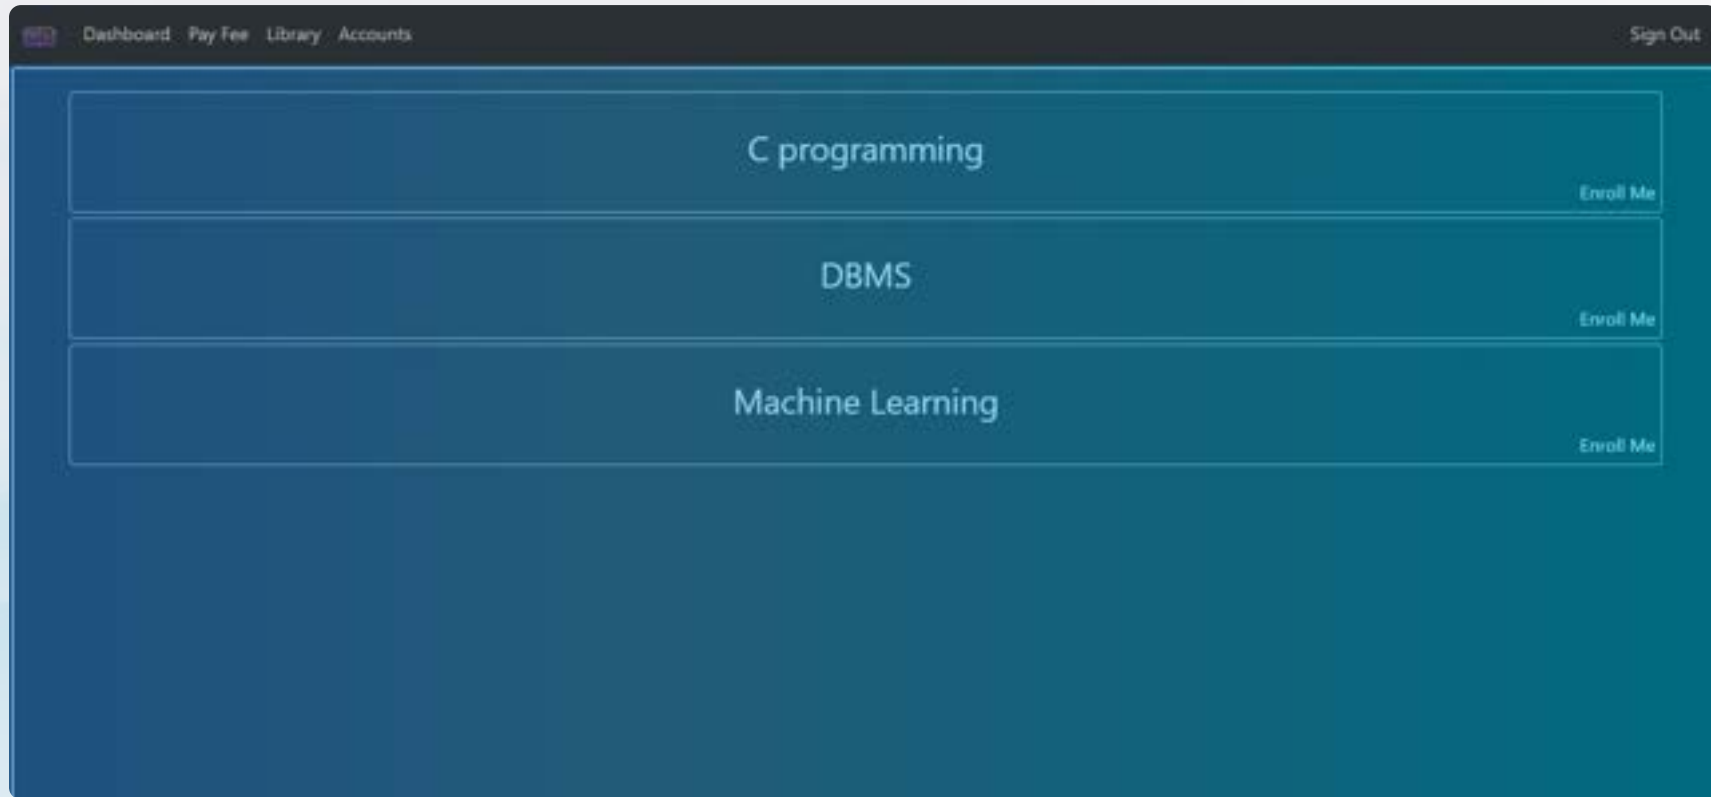 Dashboard Pay Fee Library Accounts Sign Out
C programming
Enroll Me
DBMS
Enroll Me
Machine Learning
Enroll Me